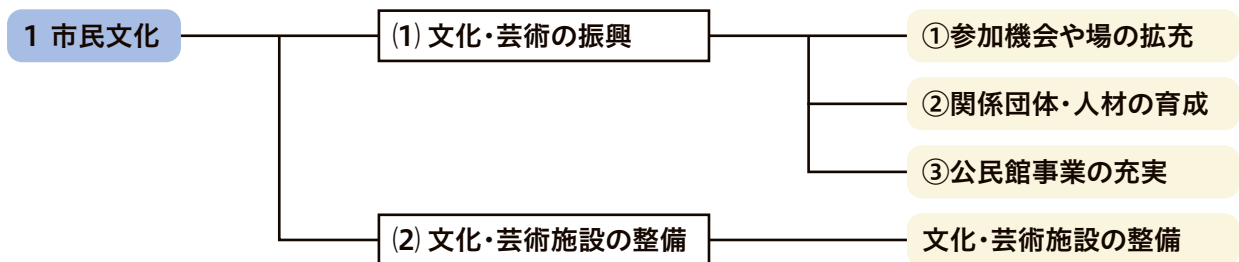 1 市民文化
⑴ 文化・芸術の振興
①参加機会や場の拡充
②関係団体・人材の育成
③公民館事業の充実
⑵ 文化・芸術施設の整備
文化・芸術施設の整備